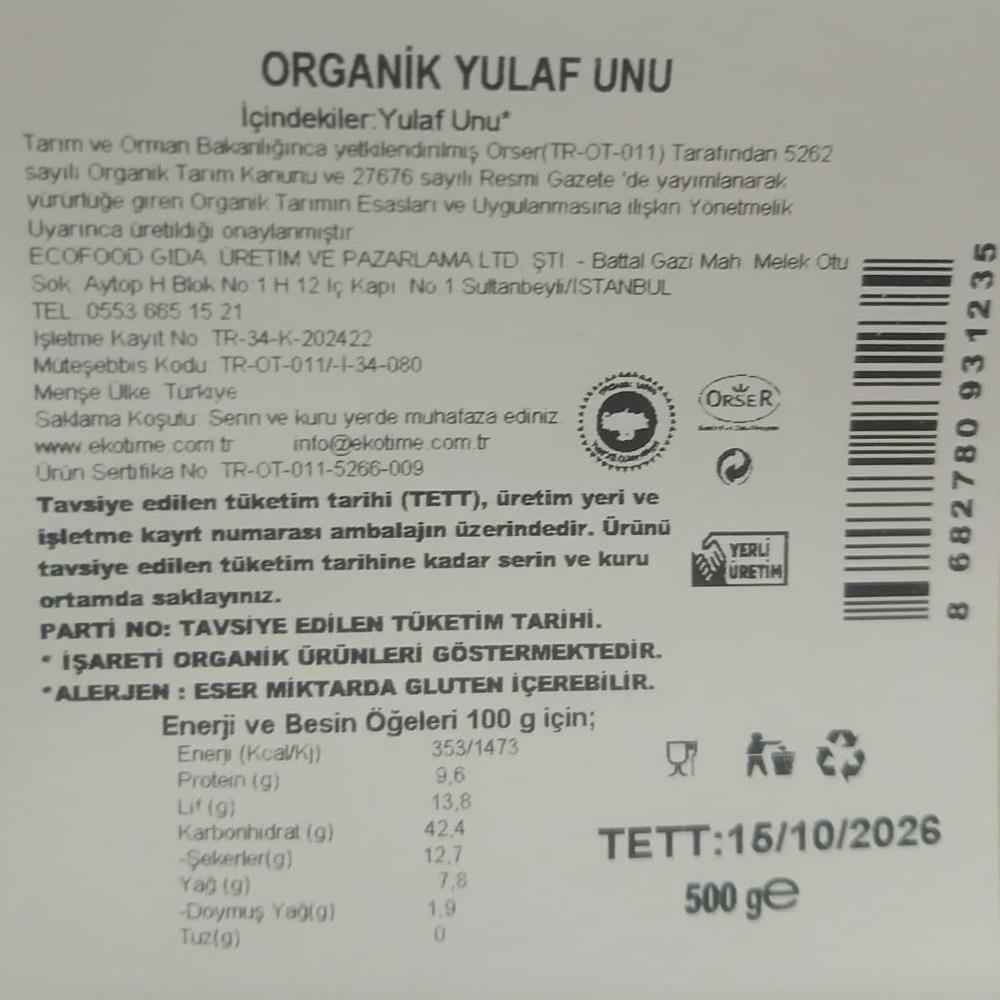 ORGANİK YULAF UNU
İçindekiler:Yulaf Unu*
Tarım ve Orman Bakanlığınca yetkilendirilmiş Orser(TR-OT-011) Tarafından 5262
sayılı Organik Tarım Kanunu ve 27676 sayılı Resmi Gazete 'de yayımlanarak
yürürlüğe giren Organik Tarımın Esasları ve Uygulanmasına ilişkin Yönetmelik
Uyarınca üretildiği onaylanmıştır
ECOFOOD GIDA ÜRETİM VE PAZARLAMA LTD. ŞTİ. - Battal Gazi Mah. Melek Otu
Sok. Aytop H Blok No:1 H 12 İç Kapı No 1 Sultanbeyli/İSTANBUL
TEL: 0553 665 15 21
İşletme Kayıt No: TR-34-K-202422
Müteşebbis Kodu: TR-OT-011/-I-34-080
Menşe Ülke: Türkiye
Saklama Koşulu: Serin ve kuru yerde muhafaza ediniz.
www.ekotime.com.tr info@ekotime.com.tr
Ürün Sertifika No: TR-OT-011-5266-009
Tavsiye edilen tüketim tarihi (TETT), üretim yeri ve
işletme kayıt numarası ambalajın üzerindedir. Ürünü
tavsiye edilen tüketim tarihine kadar serin ve kuru
ortamda saklayınız.
PARTİ NO: TAVSİYE EDİLEN TÜKETİM TARİHİ.
* İŞARETİ ORGANİK ÜRÜNLERİ GÖSTERMEKTEDİR.
*ALERJEN : ESER MİKTARDA GLUTEN İÇEREBİLİR.
ORSER
YERLİ
ÜRETİM
8 682780 931235
Enerji ve Besin Öğeleri 100 g için;
Enerji (Kcal/Kj) 353/1473
Protein (g) 9,6
Lif (g) 13,8
Karbonhidrat (g) 42,4
-Şekerler(g) 12,7
Yağ (g) 7,8
-Doymuş Yağ(g) 1,9
Tuz(g) 0
TETT:15/10/2026
500 g℮